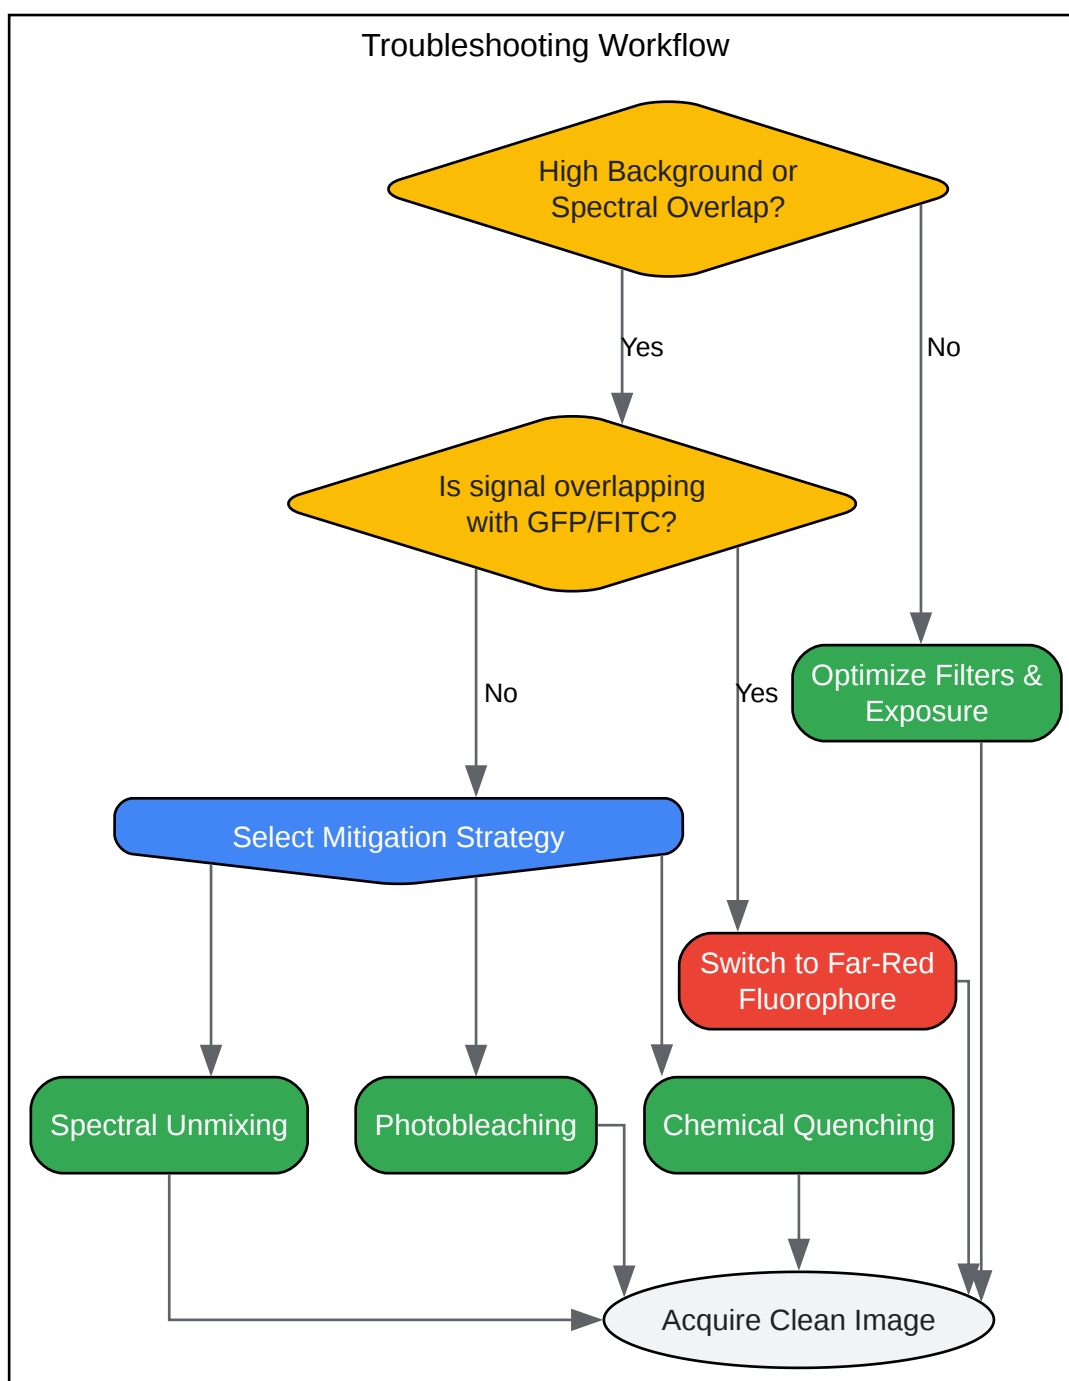 Troubleshooting Workflow
High Background or
Spectral Overlap?
Yes
No
Is signal overlapping
with GFP/FITC?
No
Yes
Optimize Filters &
Exposure
Select Mitigation Strategy
Switch to Far-Red
Fluorophore
Spectral Unmixing
Photobleaching
Chemical Quenching
Acquire Clean Image